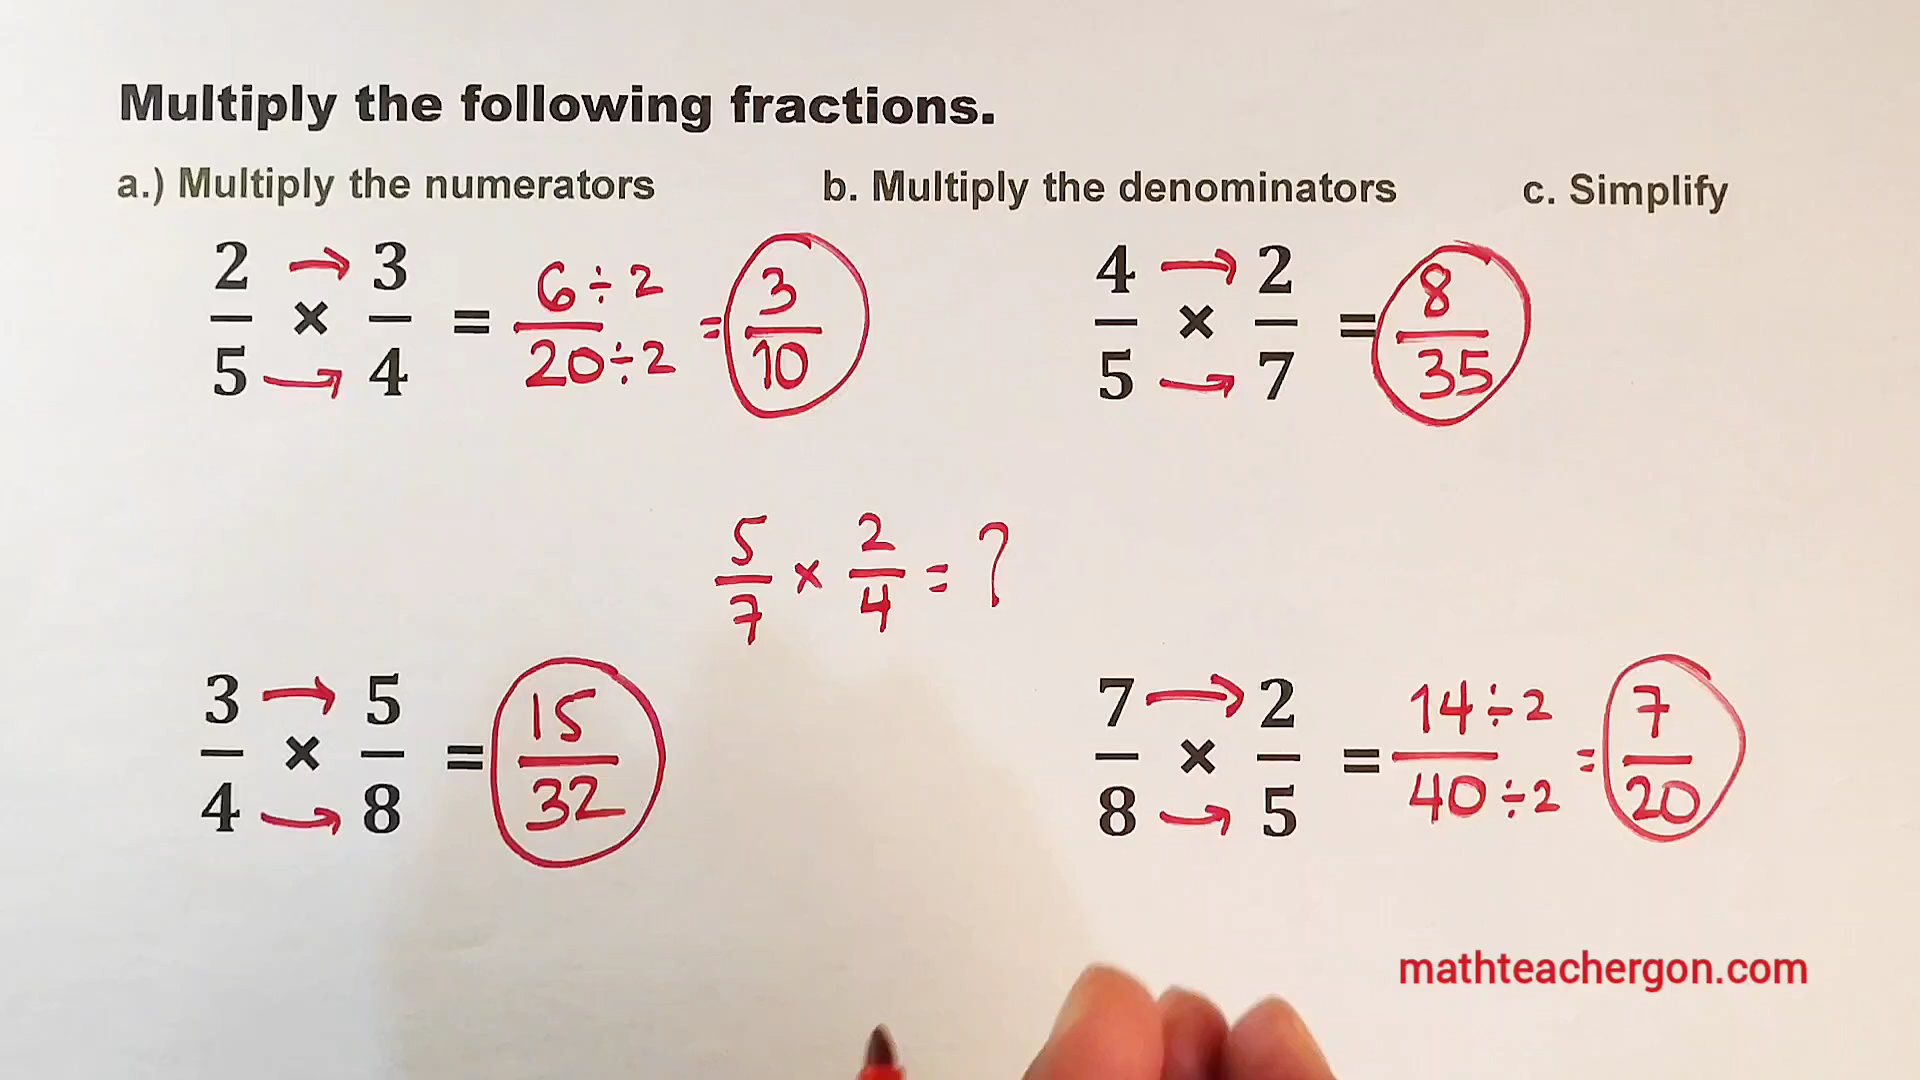 Multiply the following fractions.
a.) Multiply the numerators b. Multiply the denominators c. Simplify
2/5 × 3/4 = 6÷2/20÷2 = 3/10
4/5 × 2/7 = 8/35
5/7 × 2/4 = ?
3/4 × 5/8 = 15/32
7/8 × 2/5 = 14÷2/40÷2 = 7/20
mathteachergon.com